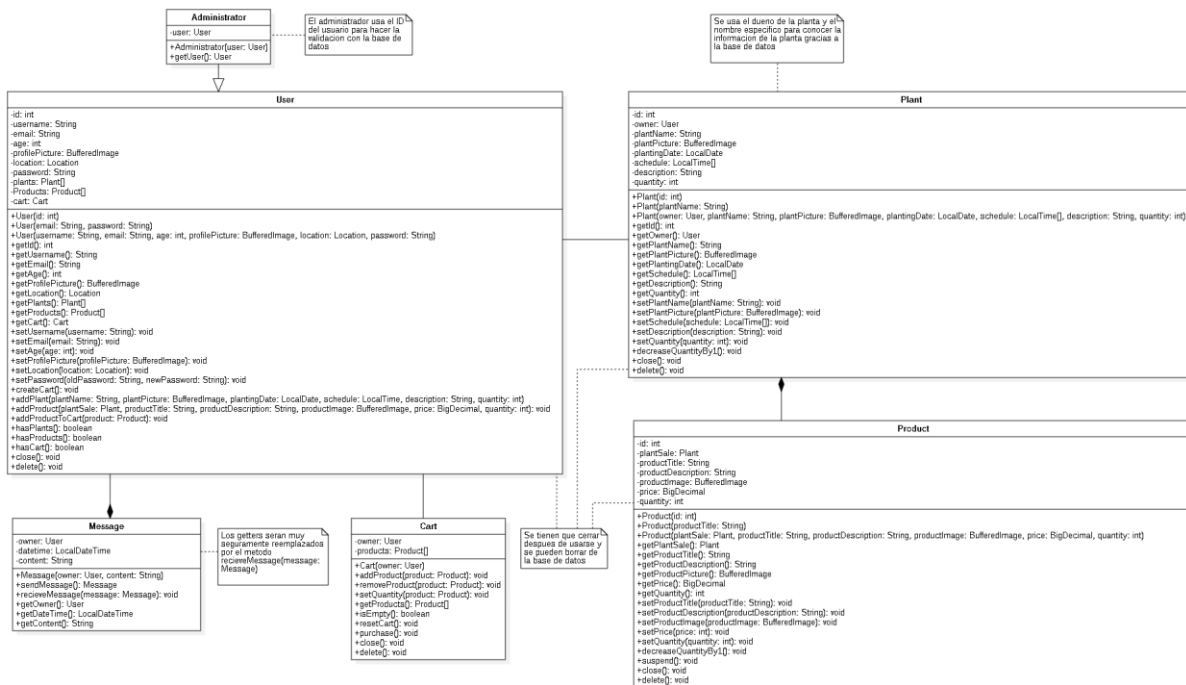 Administrator
-user: User
+Administrator(user: User)
+getUser(): User
El administrador usa el ID
del usuario para hacer la
validacion con la base de
datos
Se usa el dueno de la planta y el
nombre especifico para conocer la
informacion de la planta gracias a
la base de datos
User
-id: int
-username: String
-email: String
-age: int
-profilePicture: BufferedImage
-location: Location
-password: String
-plants: Plant[]
-Products: Product[]
-cart: Cart
+User(id: int)
+User(email: String, password: String)
+User(username: String, email: String, age: int, profilePicture: BufferedImage, location: Location, password: String)
+getId(): int
+getUsername(): String
+getEmail(): String
+getAge(): int
+getProfilePicture(): BufferedImage
+getLocation(): Location
+getPlants(): Plant[]
+getProducts(): Product[]
+getCart(): Cart
+setUsername(username: String): void
+setEmail(email: String): void
+setAge(age: int): void
+setProfilePicture(profilePicture: BufferedImage): void
+setLocation(location: Location): void
+setPassword(oldPassword: String, newPassword: String): void
+createCart(): void
+addPlant(plantName: String, plantPicture: BufferedImage, plantingDate: LocalDate, schedule: LocalTime, description: String, quantity: int)
+addProduct(plantSale: Plant, productTitle: String, productDescription: String, productImage: BufferedImage, price: BigDecimal, quantity: int): void
+addProductToCart(product: Product): void
+hasPlants(): boolean
+hasProducts(): boolean
+hasCart(): boolean
+close(): void
+delete(): void
Plant
-id: int
-owner: User
-plantName: String
-plantPicture: BufferedImage
-plantingDate: LocalDate
-schedule: LocalTime[]
-description: String
-quantity: int
+Plant(id: int)
+Plant(plantName: String)
+Plant(owner: User, plantName: String, plantPicture: BufferedImage, plantingDate: LocalDate, schedule: LocalTime[], description: String, quantity: int)
+getId(): int
+getOwner(): User
+getPlantName(): String
+getPlantPicture(): BufferedImage
+getPlantingDate(): LocalDate
+getSchedule(): LocalTime[]
+getDescription(): String
+getQuantity(): int
+setPlantName(plantName: String): void
+setPlantPicture(plantPicture: BufferedImage): void
+setSchedule(schedule: LocalTime[]): void
+setDescription(description: String): void
+setQuantity(quantity: int): void
+decreaseQuantityBy1(): void
+close(): void
+delete(): void
Message
-owner: User
-datetime: LocalDateTime
-content: String
+Message(owner: User, content: String)
+sendMessage(): Message
+recieveMessage(message: Message): void
+getOwner(): User
+getDateTime(): LocalDateTime
+getContent(): String
Los getters seran muy
seguramente reemplazados
por el metodo
recieveMessage(message:
Message)
Cart
-owner: User
-products: Product[]
+Cart(owner: User)
+addProduct(product: Product): void
+removeProduct(product: Product): void
+setQuantity(product: Product): void
+getProducts(): Product[]
+isEmpty(): boolean
+resetCart(): void
+purchase(): void
+close(): void
+delete(): void
Se tienen que cerrar
despues de usarse y
se pueden borrar de
la base de datos
Product
-id: int
-plantSale: Plant
-productTitle: String
-productDescription: String
-productImage: BufferedImage
-price: BigDecimal
-quantity: int
+Product(id: int)
+Product(productTitle: String)
+Product(plantSale: Plant, productTitle: String, productDescription: String, productImage: BufferedImage, price: BigDecimal, quantity: int)
+getPlantSale(): Plant
+getProductTitle(): String
+getProductDescription(): String
+getProductPicture(): BufferedImage
+getPrice(): BigDecimal
+getQuantity(): int
+setProductTitle(productTitle: String): void
+setProductDescription(productDescription: String): void
+setProductImage(productImage: BufferedImage): void
+setPrice(price: int): void
+setQuantity(quantity: int): void
+decreaseQuantityBy1(): void
+suspend(): void
+close(): void
+delete(): void